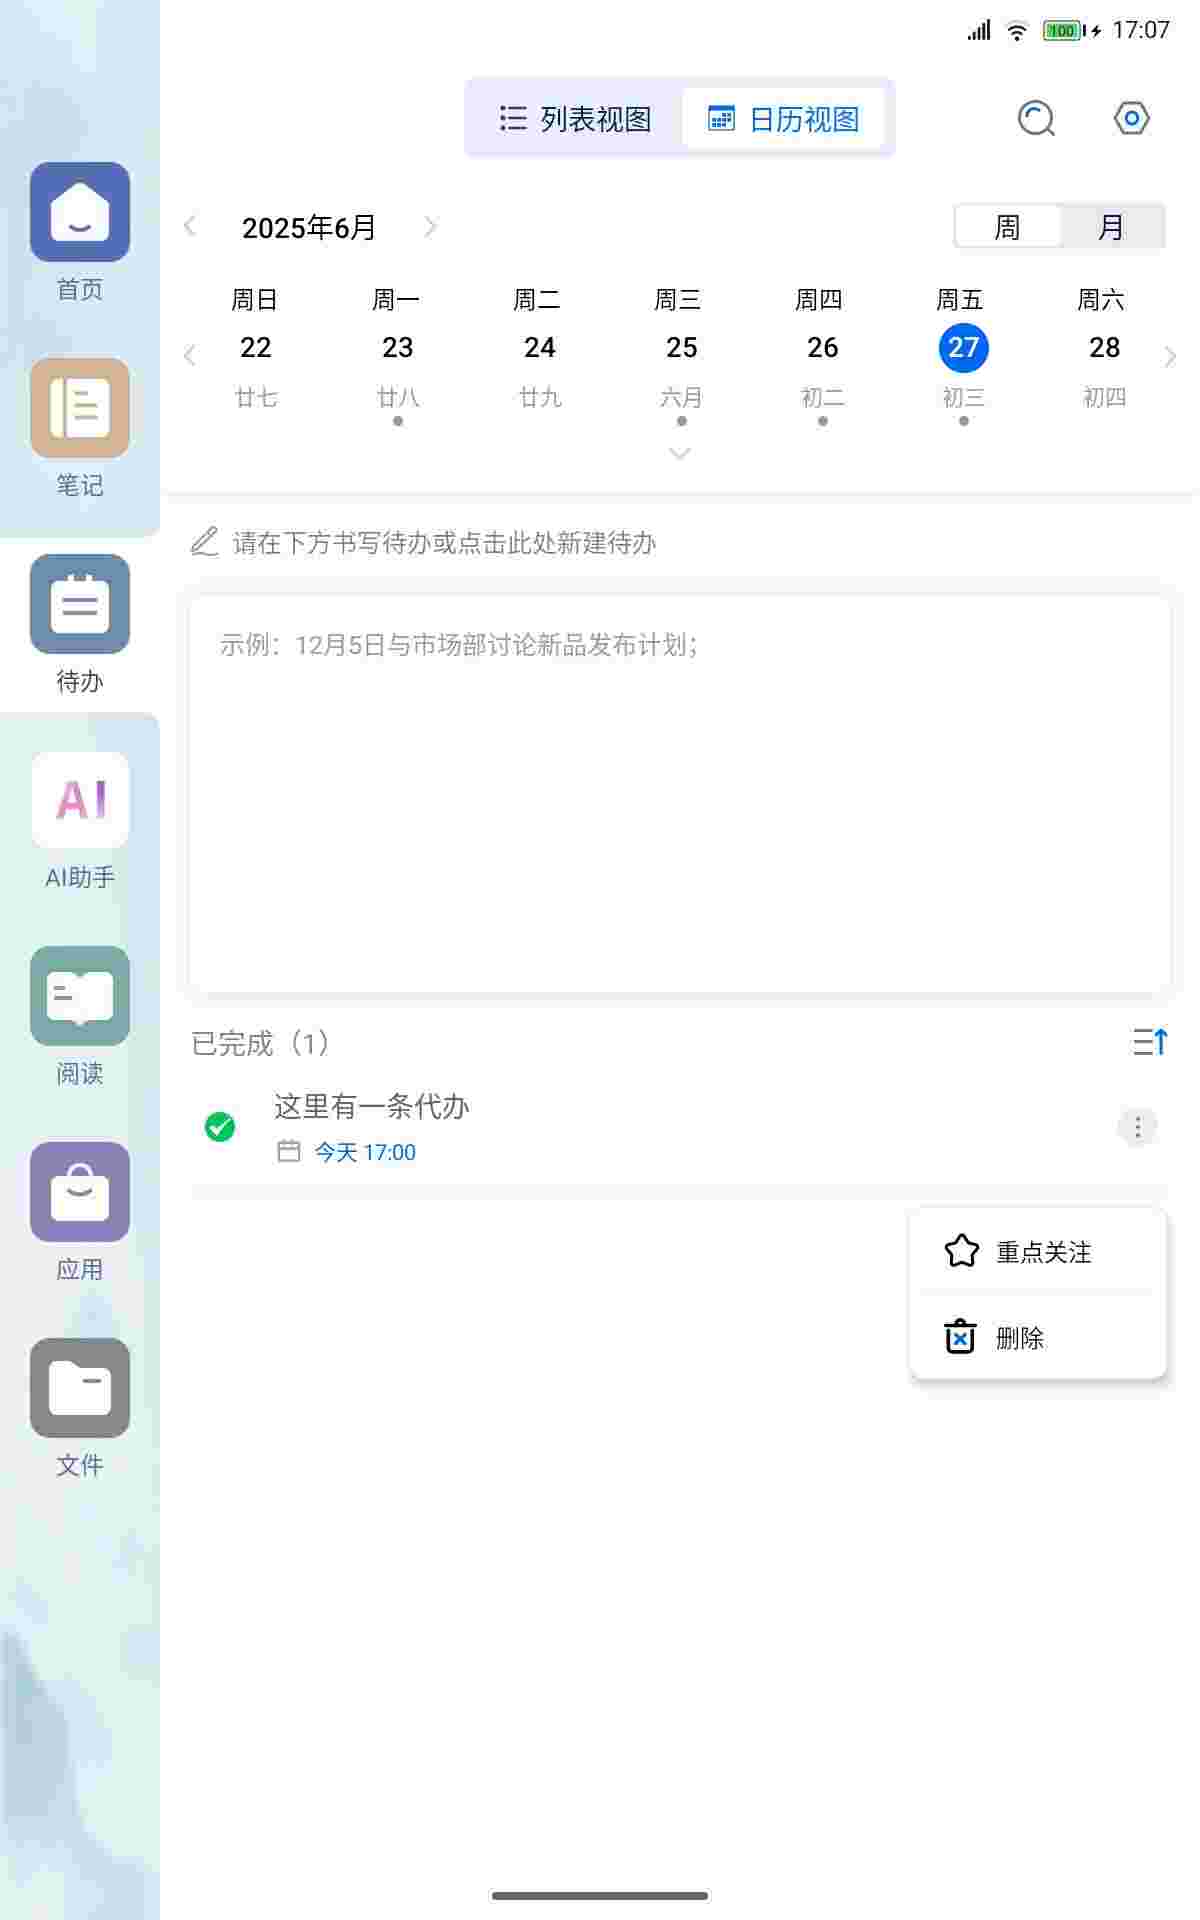 100 17:07
列表视图 日历视图
2025年6月 周 月
周日 周一 周二 周三 周四 周五 周六
22 23 24 25 26 27 28
廿七 廿八 廿九 六月 初二 初三 初四
请在下方书写待办或点击此处新建待办
示例：12月5日与市场部讨论新品发布计划；
已完成（1）
这里有一条代办
今天 17:00
重点关注
删除
首页
笔记
待办
AI
AI助手
阅读
应用
文件